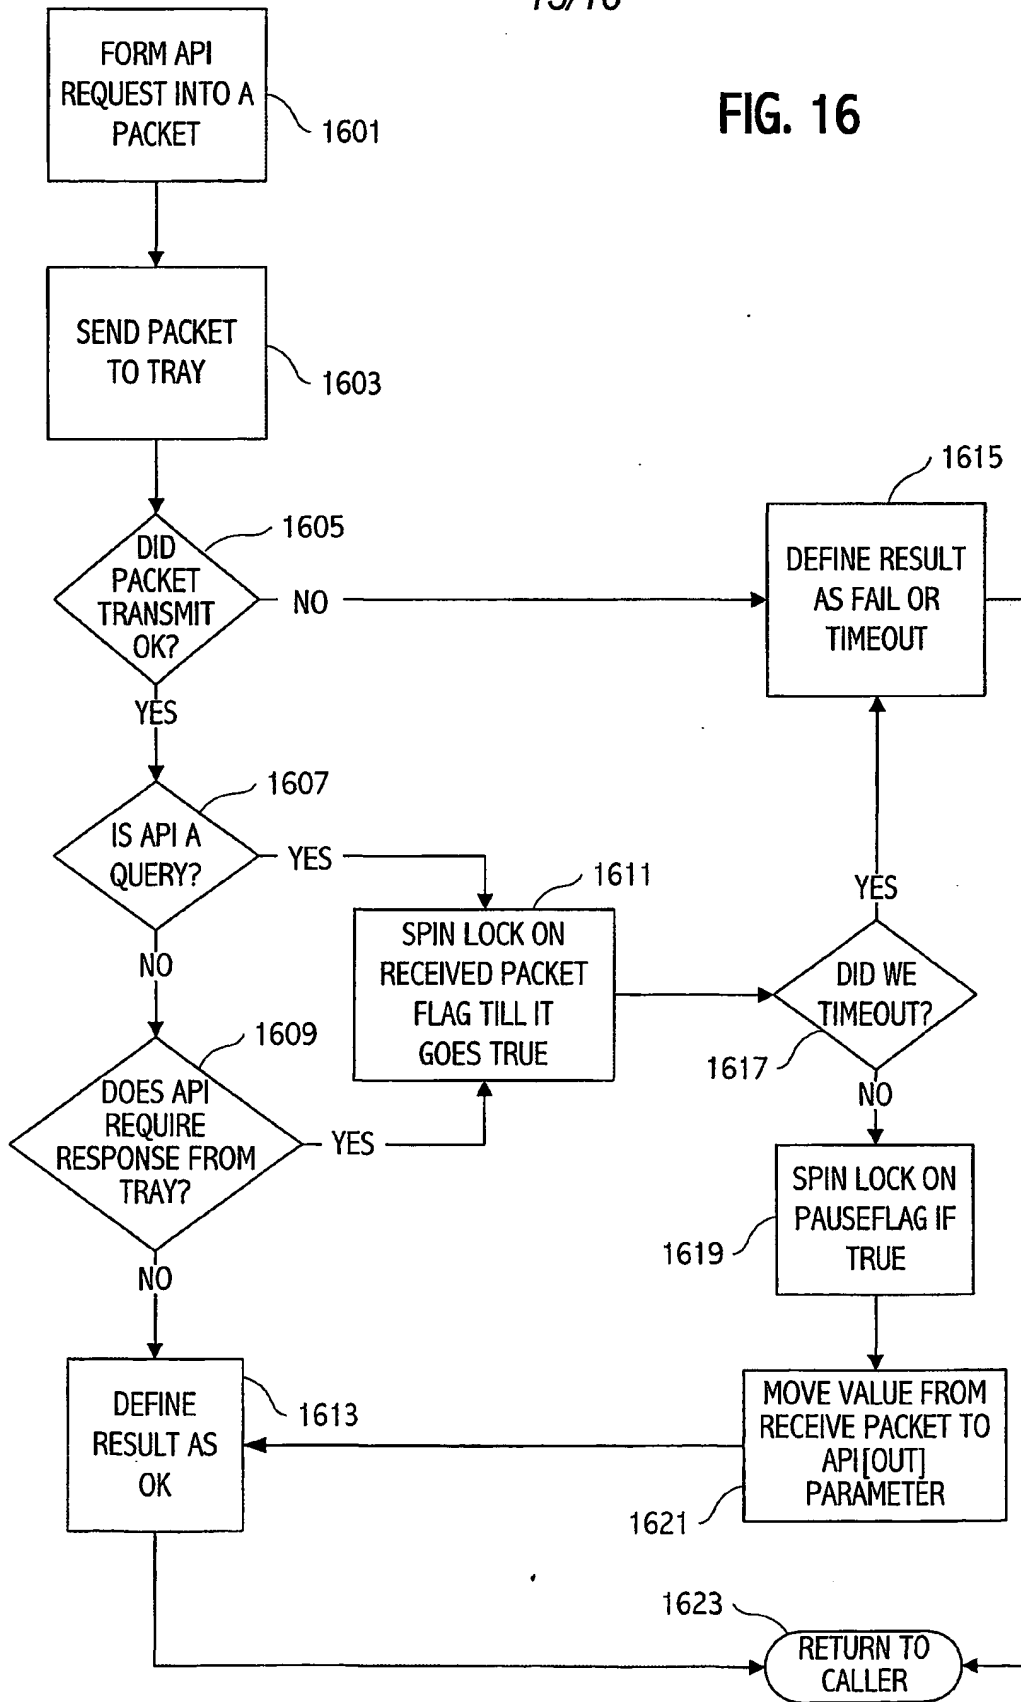 FORM API
REQUEST INTO A
PACKET
1601
FIG. 16
SEND PACKET
TO TRAY
1603
1615
1605
DID
PACKET
TRANSMIT
OK?
NO
DEFINE RESULT
AS FAIL OR
TIMEOUT
YES
1607
IS API A
QUERY?
YES
1611
SPIN LOCK ON
RECEIVED PACKET
FLAG TILL IT
GOES TRUE
YES
DID WE
TIMEOUT?
1617
NO
NO
1609
DOES API
REQUIRE
RESPONSE FROM
TRAY?
YES
SPIN LOCK ON
PAUSEFLAG IF
TRUE
1619
NO
DEFINE
RESULT AS
OK
1613
MOVE VALUE FROM
RECEIVE PACKET TO
API[OUT]
PARAMETER
1621
1623
RETURN TO
CALLER